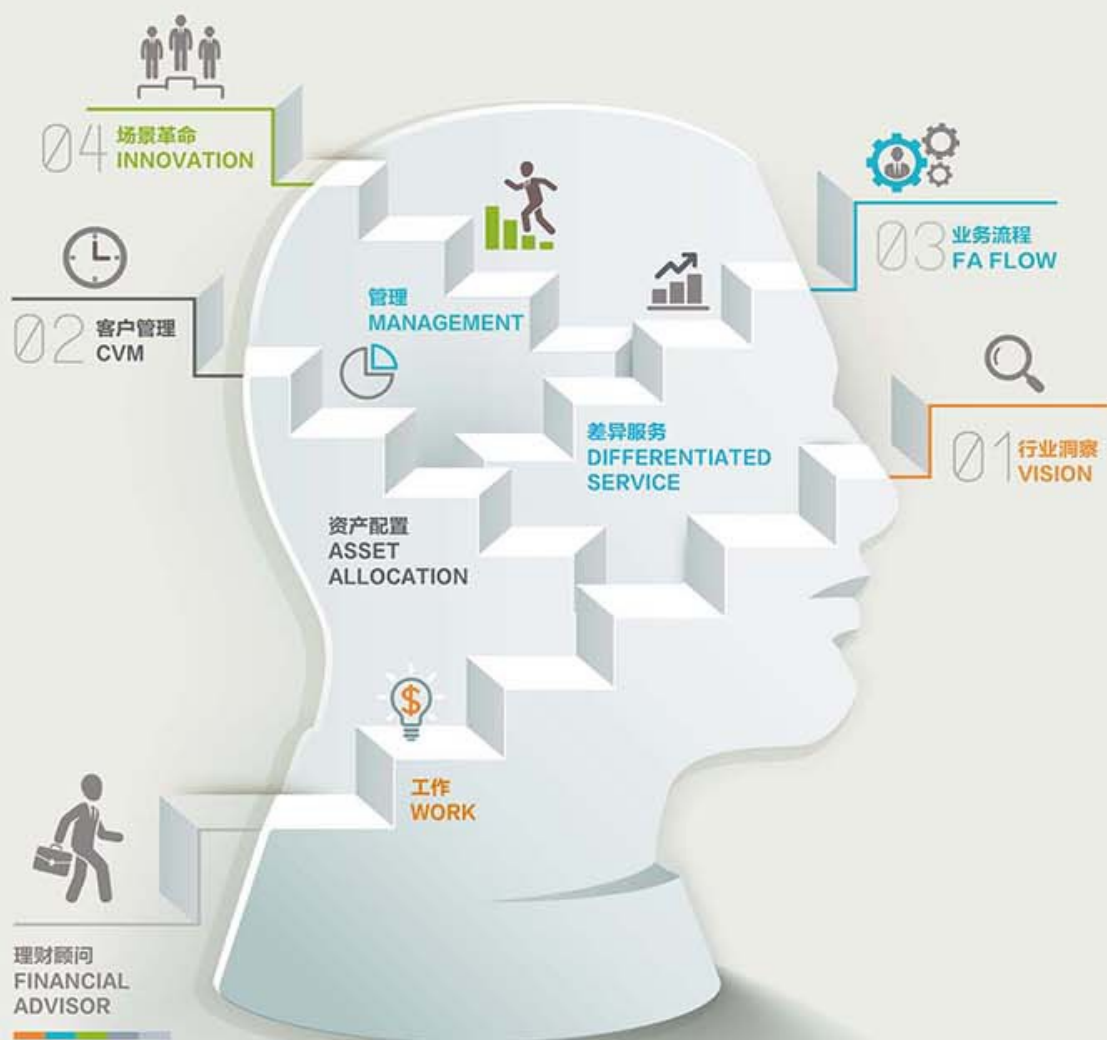 04
场景革命
INNOVATION
03
业务流程
FA FLOW
02
客户管理
CVM
管理
MANAGEMENT
01
行业洞察
VISION
差异服务
DIFFERENTIATED
SERVICE
资产配置
ASSET
ALLOCATION
$
工作
WORK
理财顾问
FINANCIAL
ADVISOR